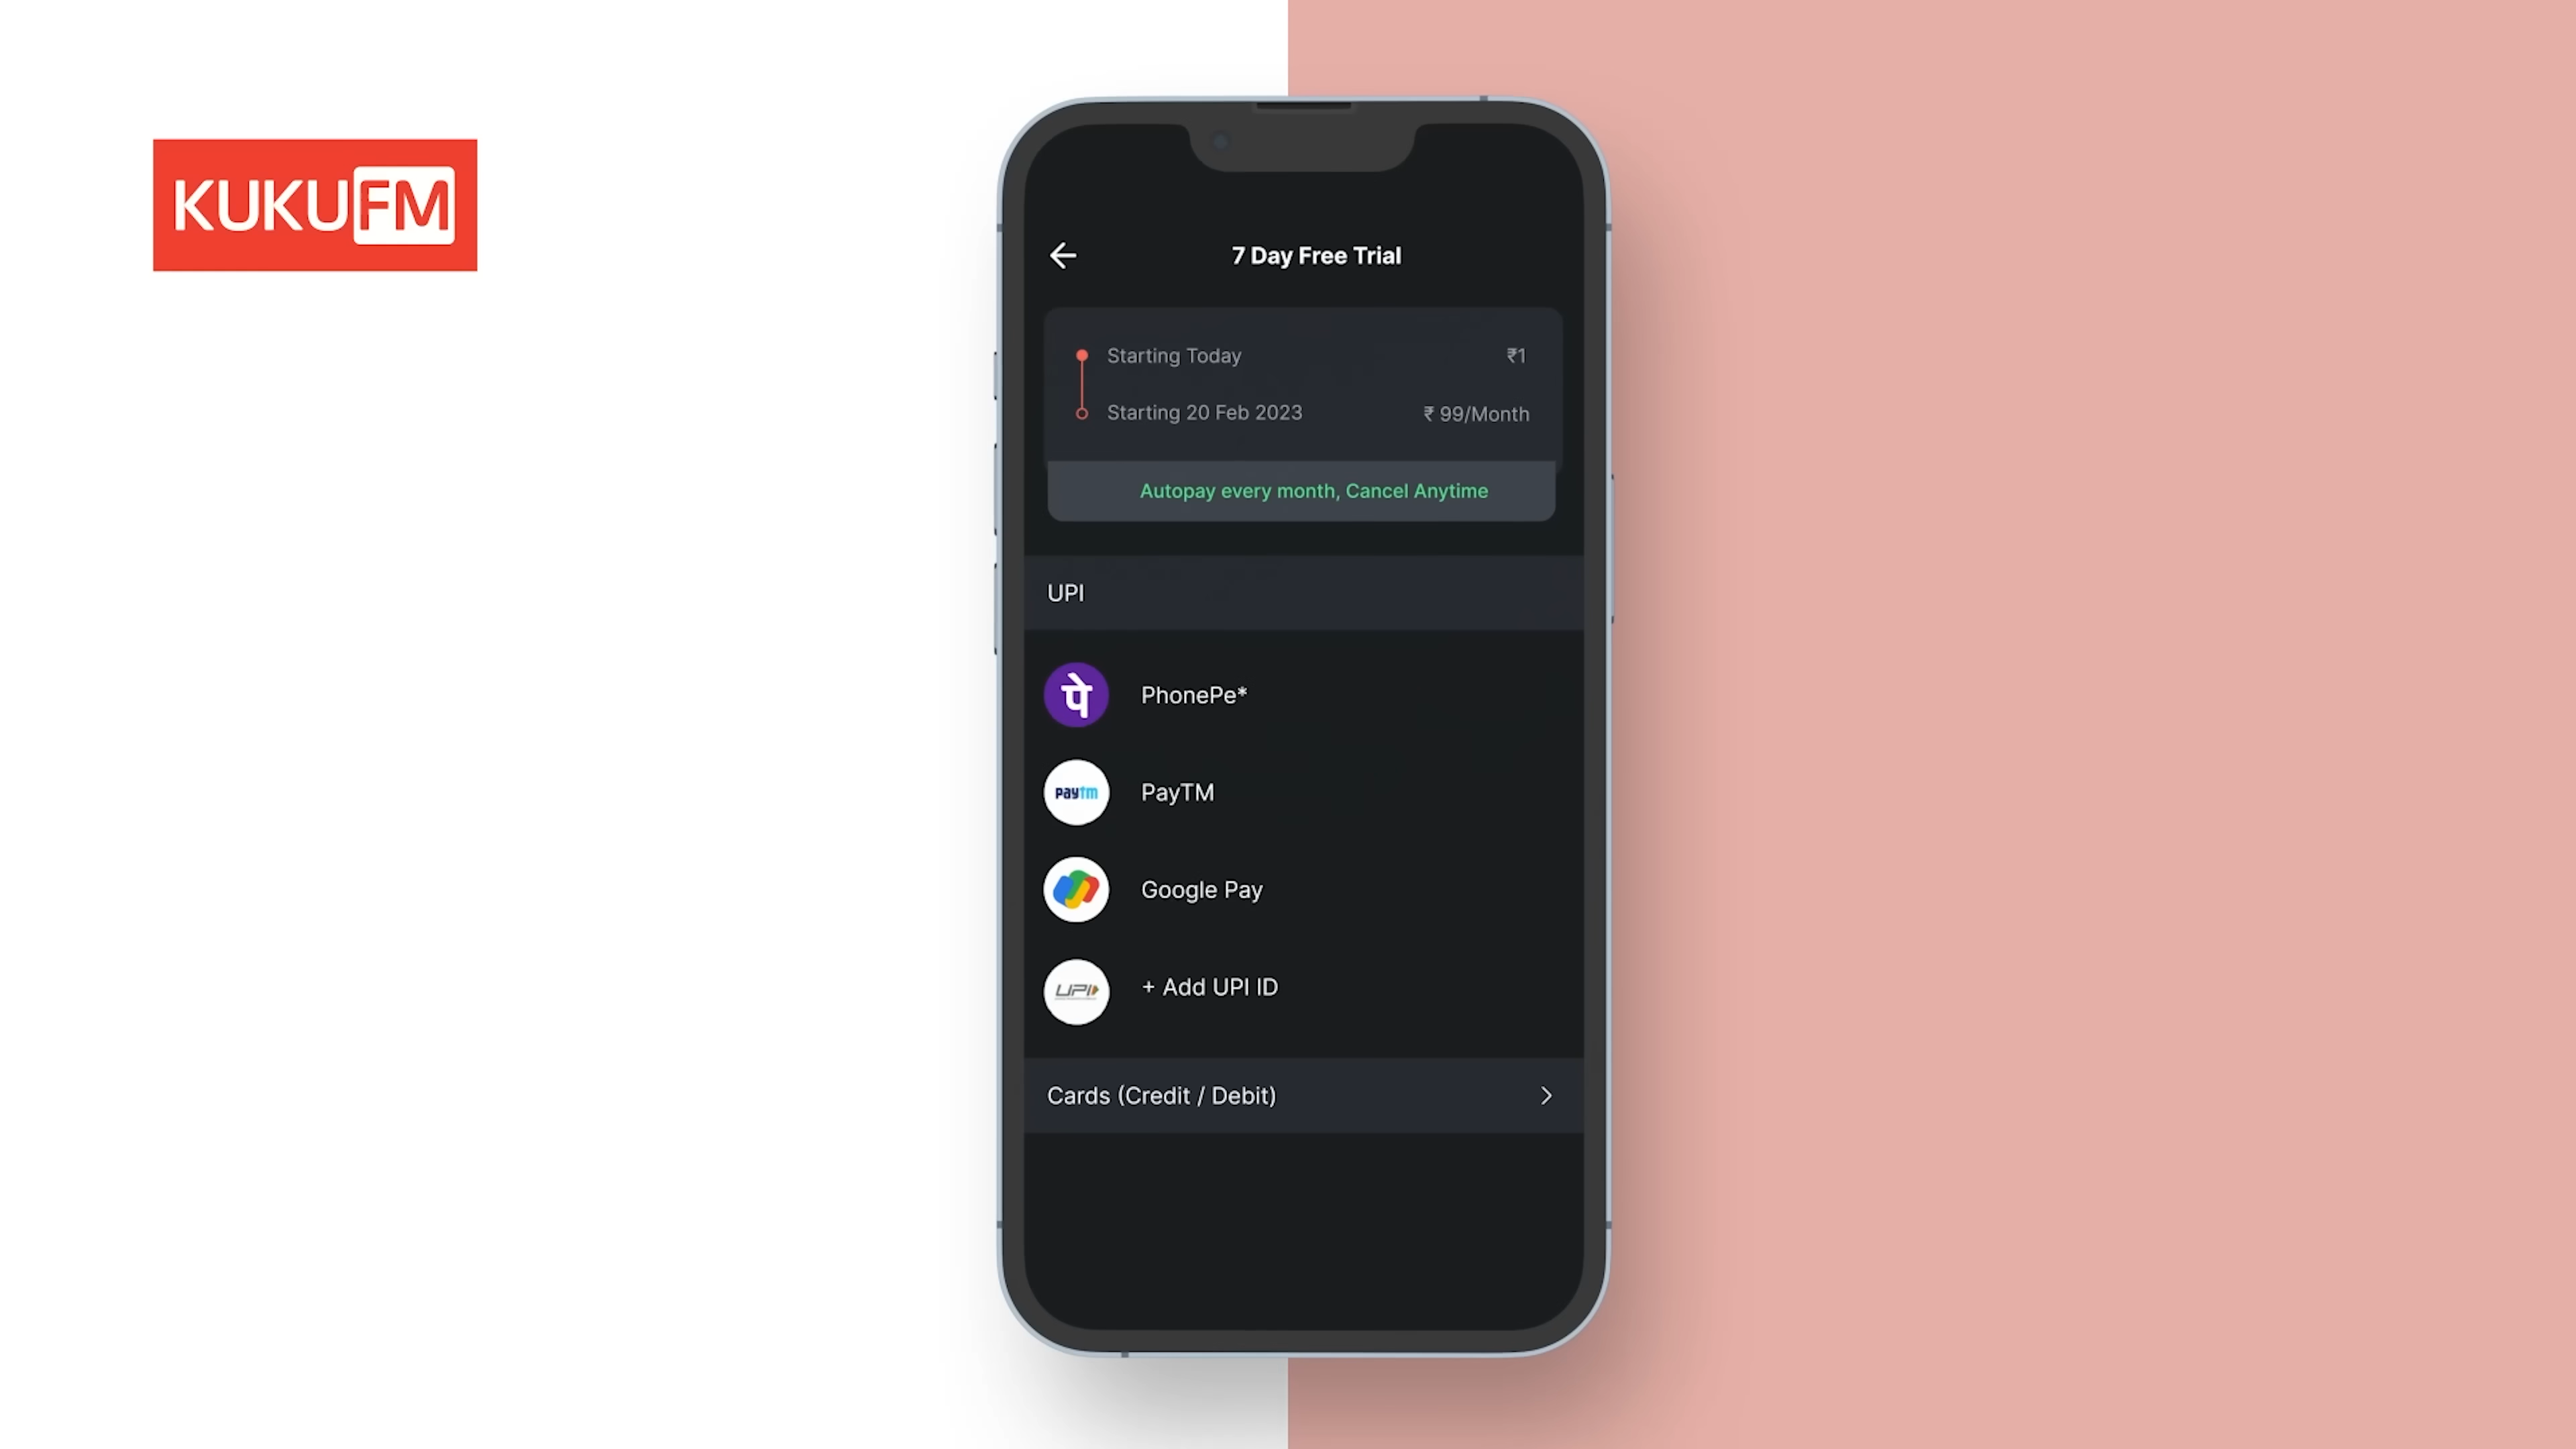 KUKUFM
7 Day Free Trial
Starting Today ₹1
Starting 20 Feb 2023 ₹ 99/Month
Autopay every month, Cancel Anytime
UPI
पे PhonePe*
paytm PayTM
Google Pay
UPI + Add UPI ID
Cards (Credit / Debit)